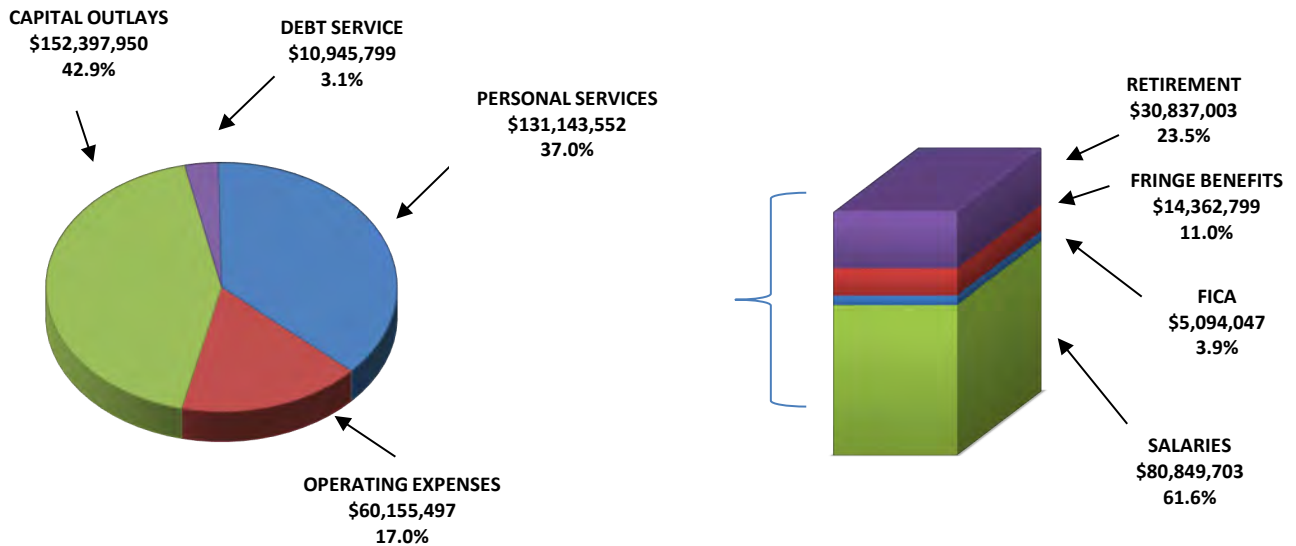 CAPITAL OUTLAYS
$152,397,950
42.9%
DEBT SERVICE
$10,945,799
3.1%
PERSONAL SERVICES
$131,143,552
37.0%
OPERATING EXPENSES
$60,155,497
17.0%
RETIREMENT
$30,837,003
23.5%
FRINGE BENEFITS
$14,362,799
11.0%
FICA
$5,094,047
3.9%
SALARIES
$80,849,703
61.6%